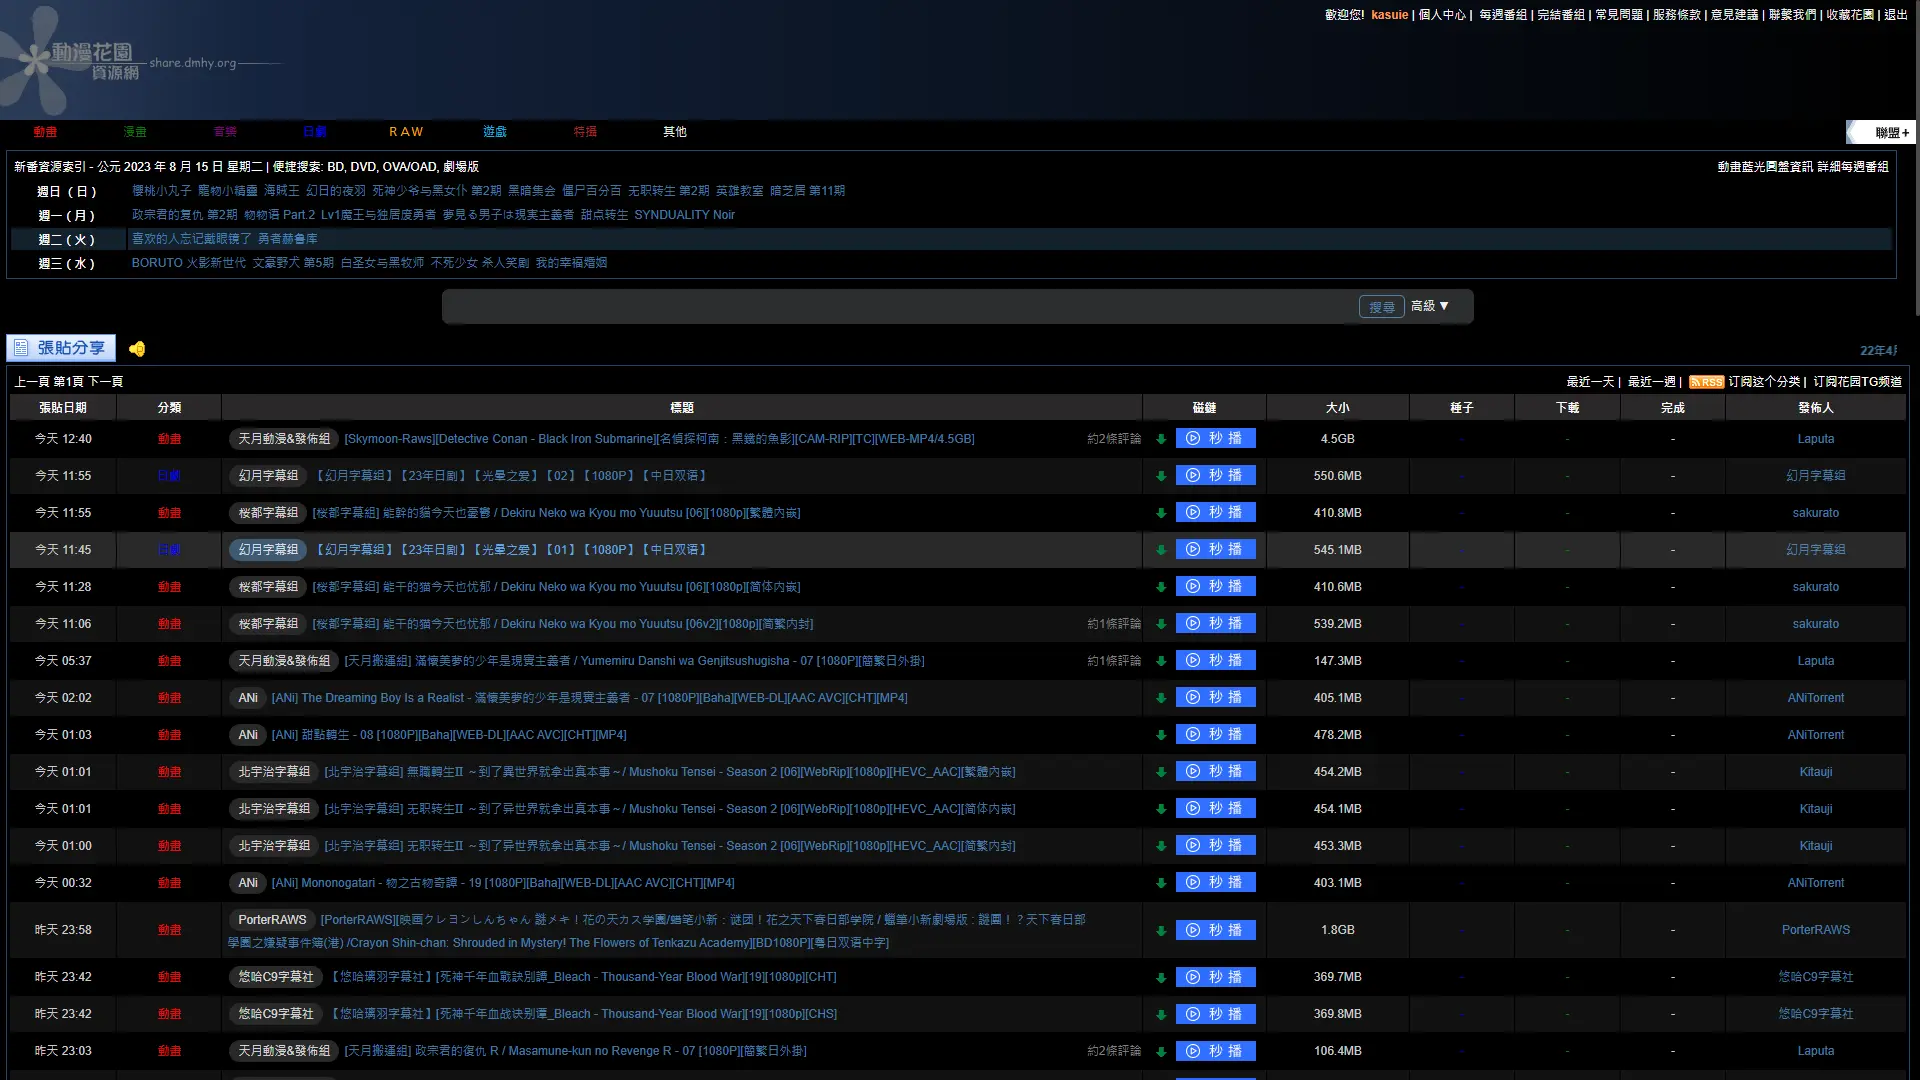 歡迎您! kasuie | 個人中心 | 每週番組 | 完結番組 | 常見問題 | 服務條款 | 意見建議 | 聯繫我們 | 收藏花園 | 退出
動漫花園 資源網 share.dmhy.org
動畫 漫畫 音樂 日劇 RAW 遊戲 特攝 其他
聯盟+
新番資源索引 - 公元 2023 年 8 月 15 日 星期二 | 便捷搜索: BD, DVD, OVA/OAD, 劇場版 動畫藍光圓盤資訊 詳細每週番組
週日（日） 櫻桃小丸子 寵物小精靈 海賊王 幻日的夜羽 死神少爷与黑女仆 第2期 黑暗集会 僵尸百分百 无职转生 第2期 英雄教室 暗芝居 第11期
週一（月） 政宗君的复仇 第2期 物物语 Part.2 Lv1魔王与独居废勇者 夢見る男子は現実主義者 甜点转生 SYNDUALITY Noir
週二（火） 喜欢的人忘记戴眼镜了 勇者赫鲁库
週三（水） BORUTO 火影新世代 文豪野犬 第5期 白圣女与黑牧师 不死少女 杀人笑剧 我的幸福婚姻
搜尋 高級 ▼
張貼分享
22年4月
上一頁 第1頁 下一頁 最近一天 | 最近一週 | RSS 订阅这个分类 | 订阅花园TG频道
張貼日期 分類 標題 磁鏈 大小 種子 下載 完成 發佈人
今天 12:40 動畫 天月動漫&發佈組 [Skymoon-Raws][Detective Conan - Black Iron Submarine][名偵探柯南：黑鐵的魚影][CAM-RIP][TC][WEB-MP4/4.5GB] 約2條評論 秒 播 4.5GB - - - Laputa
今天 11:55 日劇 幻月字幕組 【幻月字幕组】【23年日剧】【光晕之爱】【02】【1080P】【中日双语】 秒 播 550.6MB - - - 幻月字幕組
今天 11:55 動畫 桜都字幕組 [桜都字幕組] 能幹的貓今天也憂鬱 / Dekiru Neko wa Kyou mo Yuuutsu [06][1080p][繁體內嵌] 秒 播 410.8MB - - - sakurato
今天 11:45 日劇 幻月字幕組 【幻月字幕组】【23年日剧】【光晕之爱】【01】【1080P】【中日双语】 秒 播 545.1MB - - - 幻月字幕組
今天 11:28 動畫 桜都字幕組 [桜都字幕组] 能干的猫今天也忧郁 / Dekiru Neko wa Kyou mo Yuuutsu [06][1080p][简体内嵌] 秒 播 410.6MB - - - sakurato
今天 11:06 動畫 桜都字幕組 [桜都字幕组] 能干的猫今天也忧郁 / Dekiru Neko wa Kyou mo Yuuutsu [06v2][1080p][简繁内封] 約1條評論 秒 播 539.2MB - - - sakurato
今天 05:37 動畫 天月動漫&發佈組 [天月搬運組] 滿懷美夢的少年是現實主義者 / Yumemiru Danshi wa Genjitsushugisha - 07 [1080P][簡繁日外掛] 約1條評論 秒 播 147.3MB - - - Laputa
今天 02:02 動畫 ANi [ANi] The Dreaming Boy Is a Realist - 滿懷美夢的少年是現實主義者 - 07 [1080P][Baha][WEB-DL][AAC AVC][CHT][MP4] 秒 播 405.1MB - - - ANiTorrent
今天 01:03 動畫 ANi [ANi] 甜點轉生 - 08 [1080P][Baha][WEB-DL][AAC AVC][CHT][MP4] 秒 播 478.2MB - - - ANiTorrent
今天 01:01 動畫 北宇治字幕組 [北宇治字幕组] 無職轉生Ⅱ ～到了異世界就拿出真本事～/ Mushoku Tensei - Season 2 [06][WebRip][1080p][HEVC_AAC][繁體內嵌] 秒 播 454.2MB - - - Kitauji
今天 01:01 動畫 北宇治字幕組 [北宇治字幕组] 无职转生Ⅱ ～到了异世界就拿出真本事～/ Mushoku Tensei - Season 2 [06][WebRip][1080p][HEVC_AAC][简体内嵌] 秒 播 454.1MB - - - Kitauji
今天 01:00 動畫 北宇治字幕組 [北宇治字幕组] 无职转生Ⅱ ～到了异世界就拿出真本事～/ Mushoku Tensei - Season 2 [06][WebRip][1080p][HEVC_AAC][简繁内封] 秒 播 453.3MB - - - Kitauji
今天 00:32 動畫 ANi [ANi] Mononogatari - 物之古物奇譚 - 19 [1080P][Baha][WEB-DL][AAC AVC][CHT][MP4] 秒 播 403.1MB - - - ANiTorrent
昨天 23:58 動畫 PorterRAWS [PorterRAWS][映画クレヨンしんちゃん 謎メキ！花の天カス学園/蜡笔小新：谜团！花之天下春日部学院 / 蠟筆小新劇場版：謎團！？天下春日部 秒 播 1.8GB - - - PorterRAWS
學園之嫌疑事件簿(港) /Crayon Shin-chan: Shrouded in Mystery! The Flowers of Tenkazu Academy][BD1080P][粵日双语中字]
昨天 23:42 動畫 悠哈C9字幕社 【悠哈璃羽字幕社】[死神千年血戰訣別譚_Bleach - Thousand-Year Blood War][19][1080p][CHT] 秒 播 369.7MB - - - 悠哈C9字幕社
昨天 23:42 動畫 悠哈C9字幕社 【悠哈璃羽字幕社】[死神千年血战诀别谭_Bleach - Thousand-Year Blood War][19][1080p][CHS] 秒 播 369.8MB - - - 悠哈C9字幕社
昨天 23:03 動畫 天月動漫&發佈組 [天月搬運組] 政宗君的復仇 R / Masamune-kun no Revenge R - 07 [1080P][簡繁日外掛] 約2條評論 秒 播 106.4MB - - - Laputa